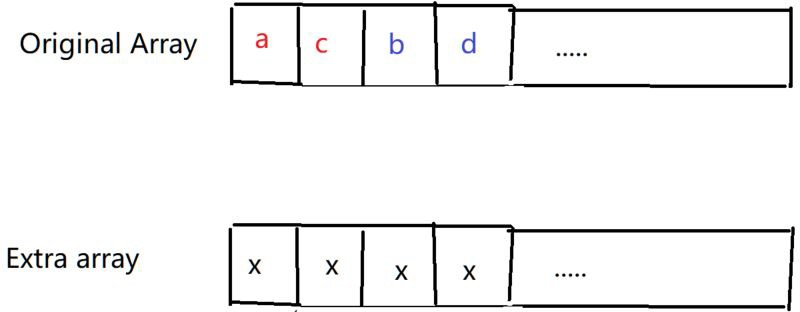 Original Array a c b d .....
Extra array x x x x .....